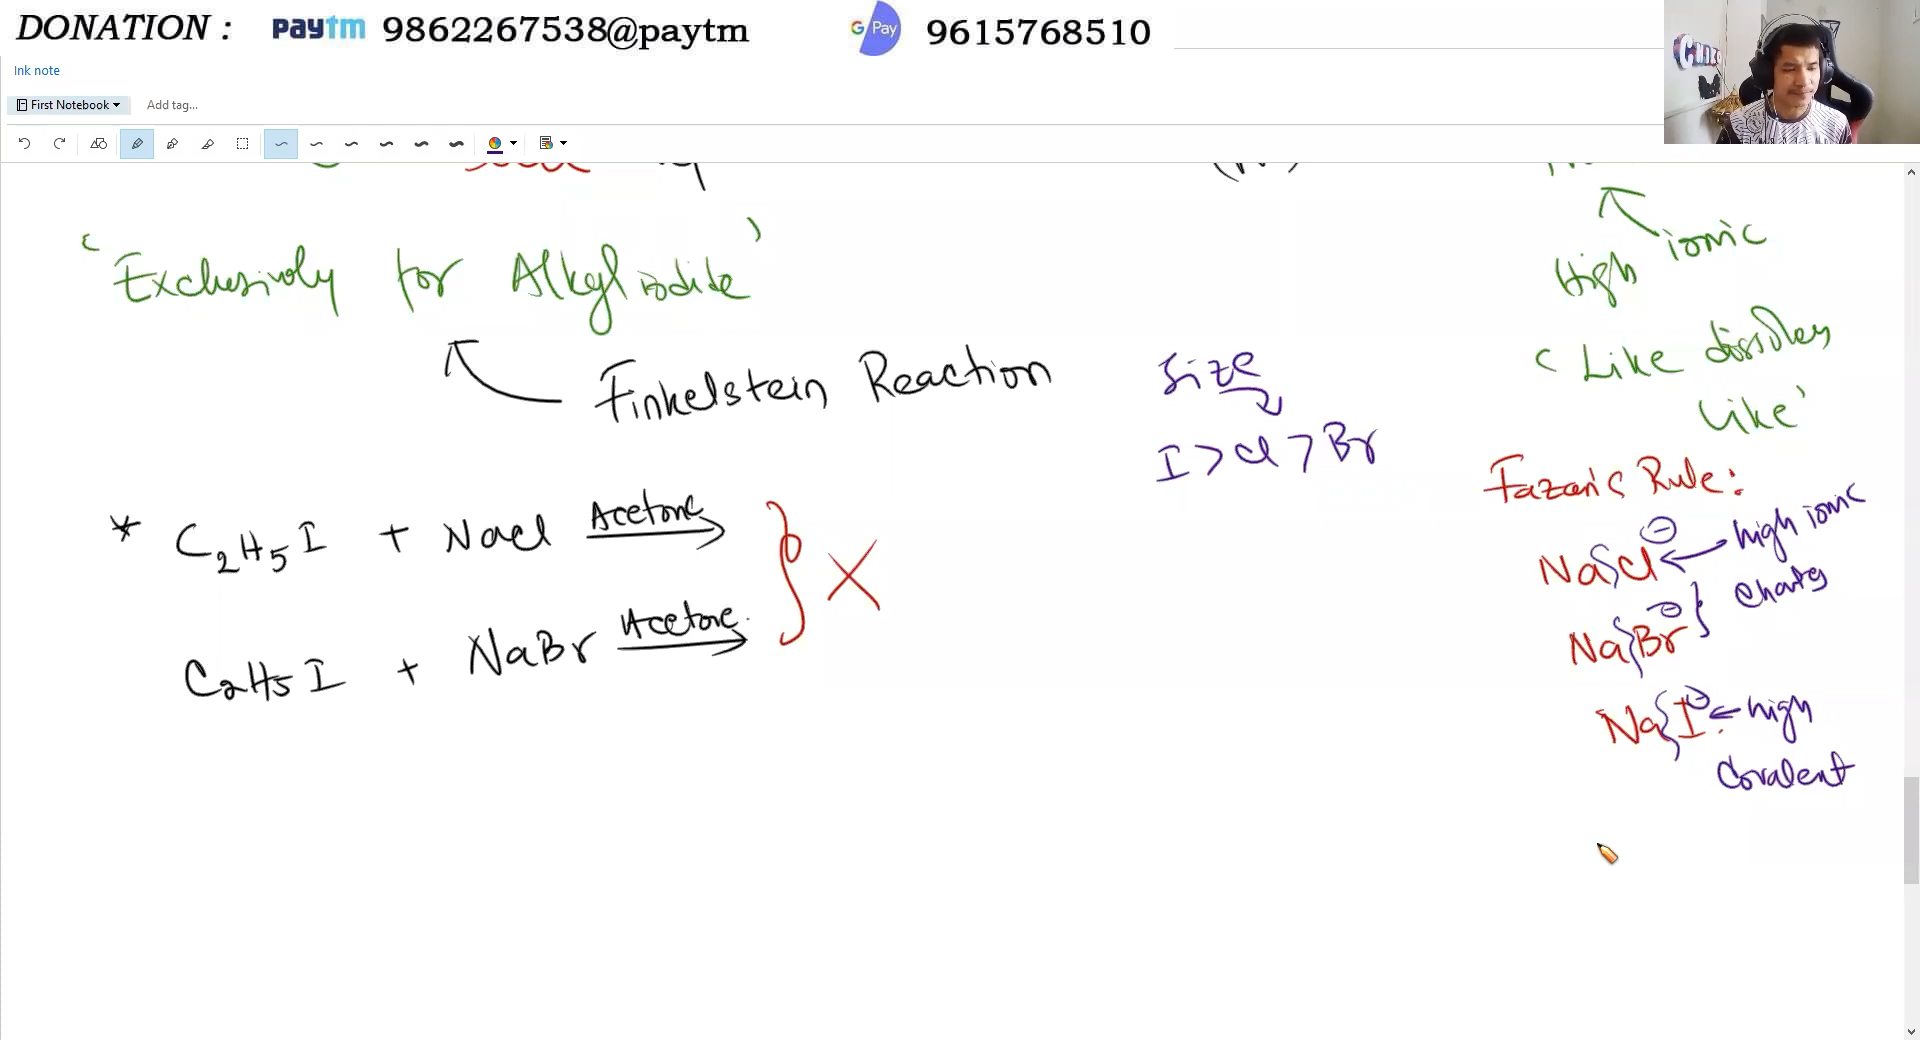 DONATION : paytm 9862267538@paytm G Pay 9615768510
Ink note
First Notebook Add tag...
'Exclusively for Alkyl iodide'
Finkelstein Reaction
* C2H5I + NaCl Acetone
C2H5I + NaBr Acetone
} X
Size
I > Cl > Br
High ionic
'Like dissolves
like'
Fazan's Rule:
NaCl ⊖ ← high ionic
NaBr ⊖ }
NaI ⊖ ← high
Covalent